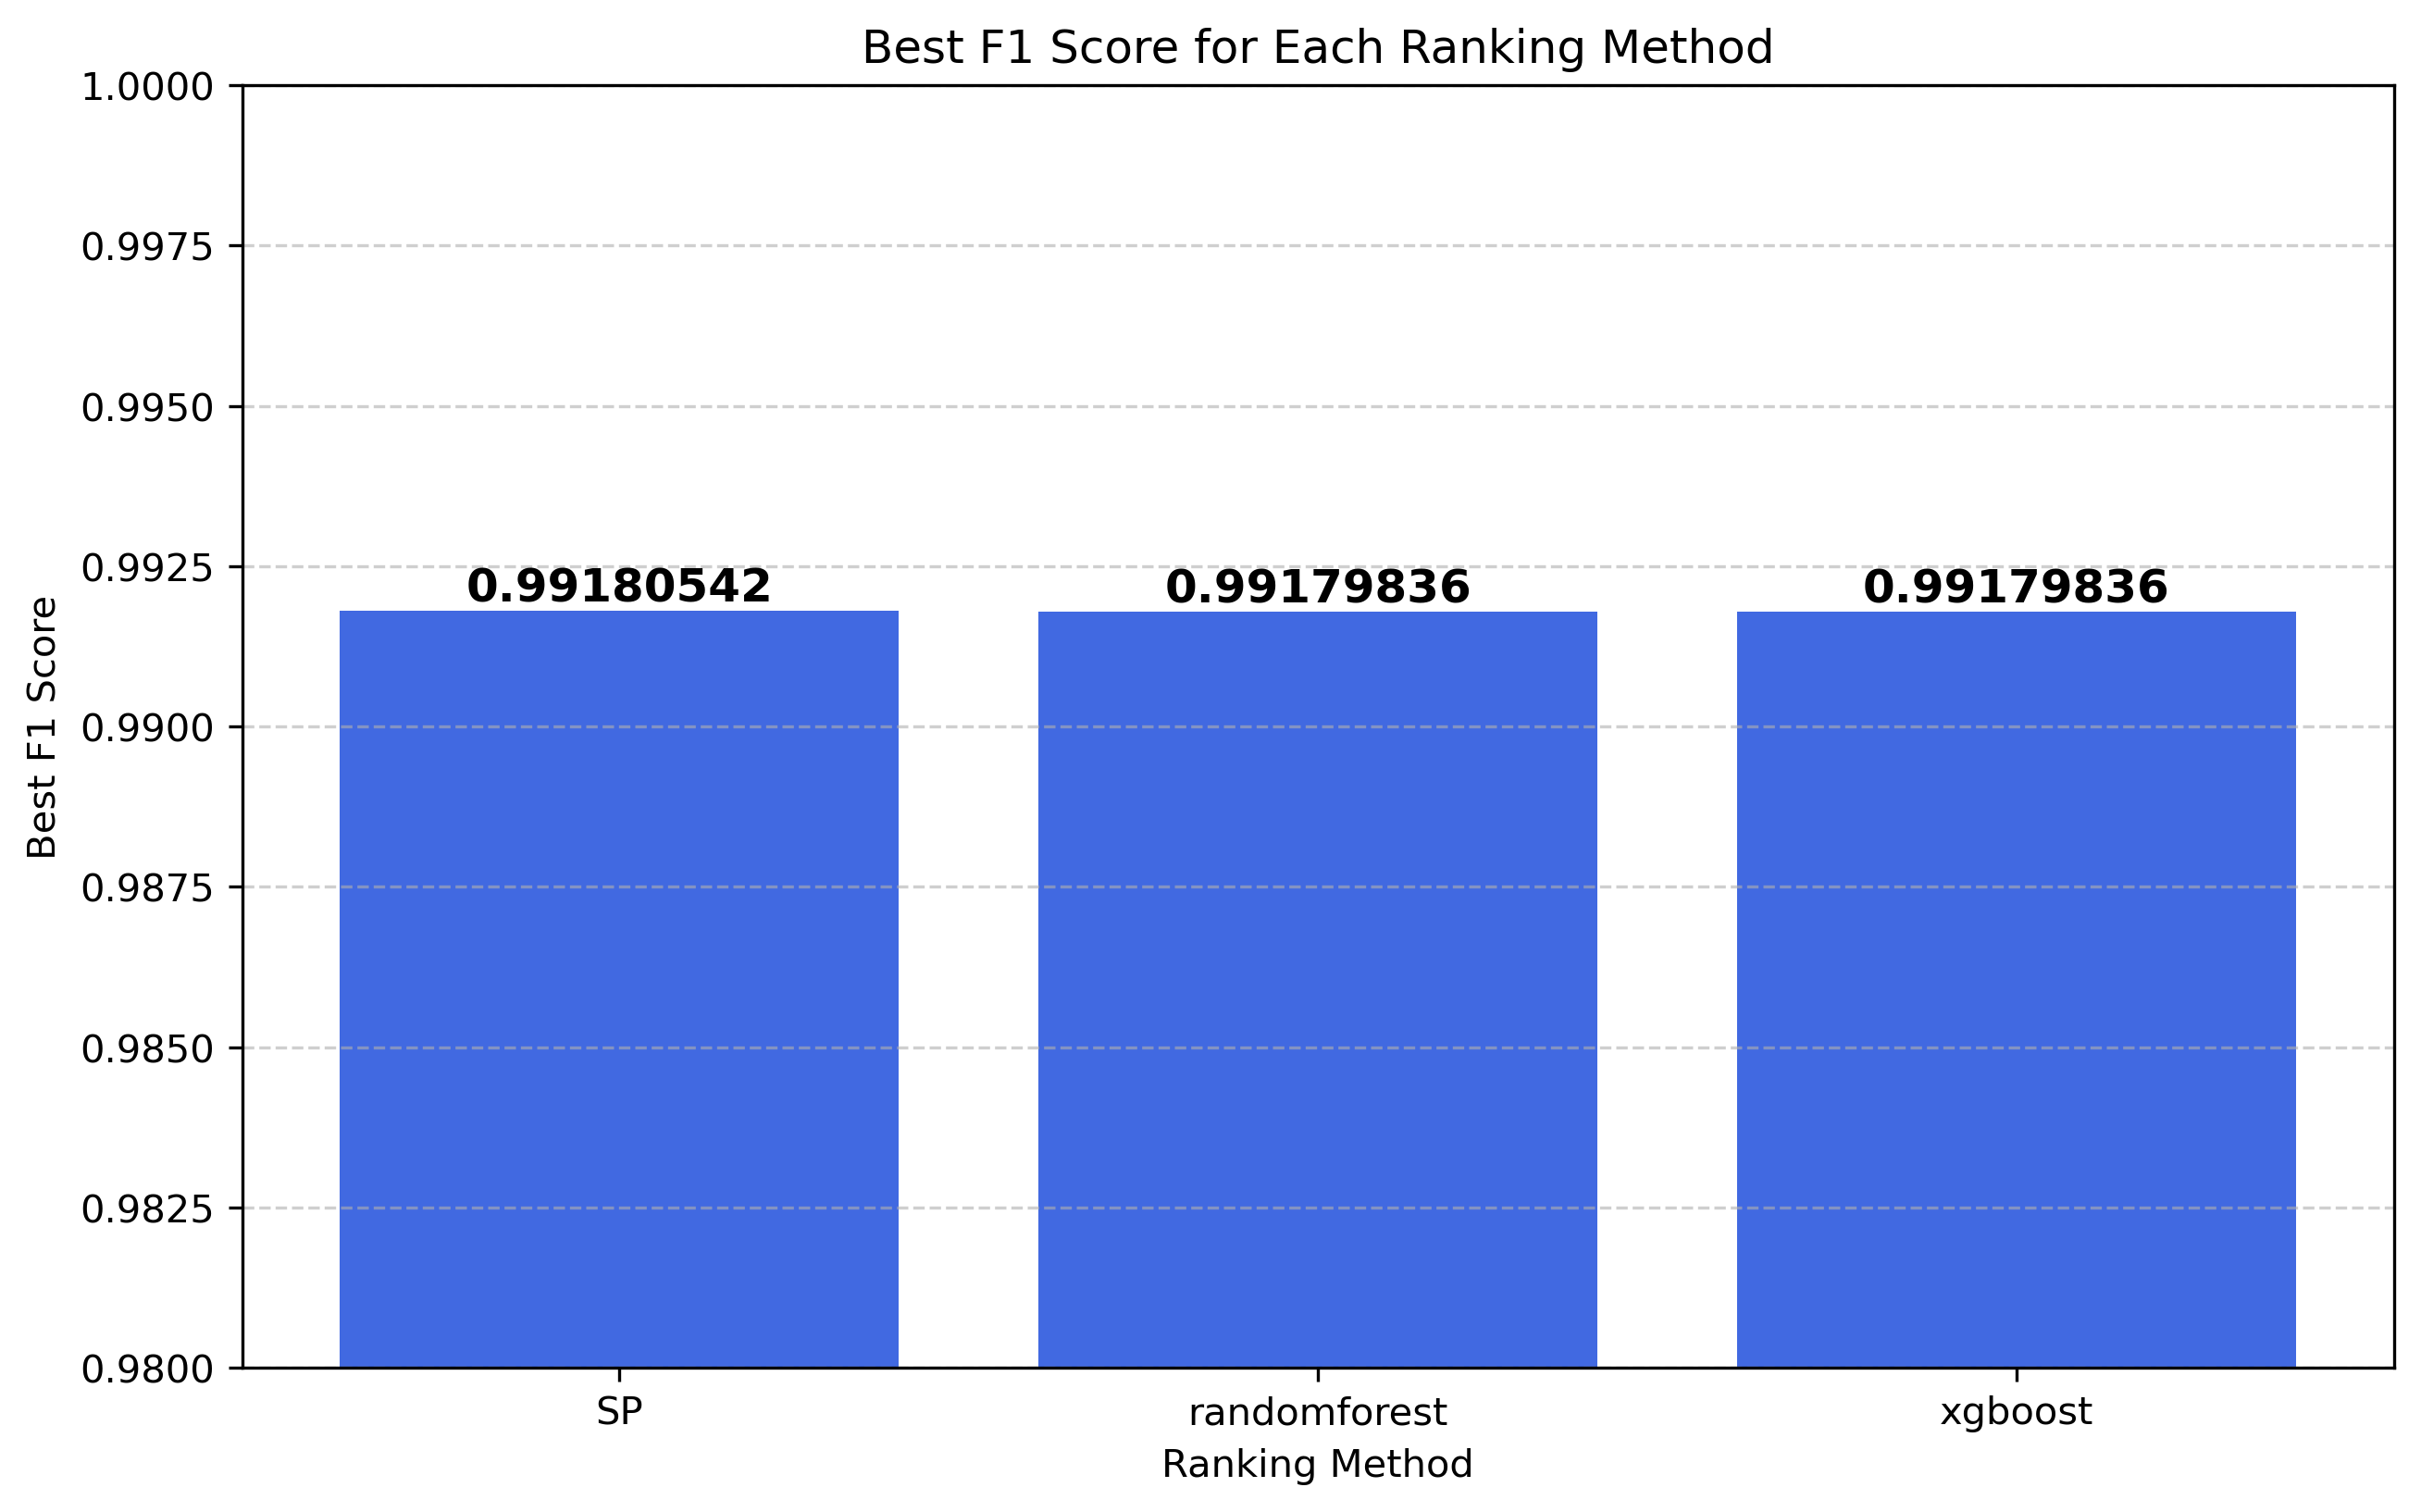 Best F1 Score for Each Ranking Method
1.0000
0.9975
0.9950
0.9925
0.9900
0.9875
0.9850
0.9825
0.9800
Best F1 Score
0.99180542
0.99179836
0.99179836
SP
randomforest
xgboost
Ranking Method